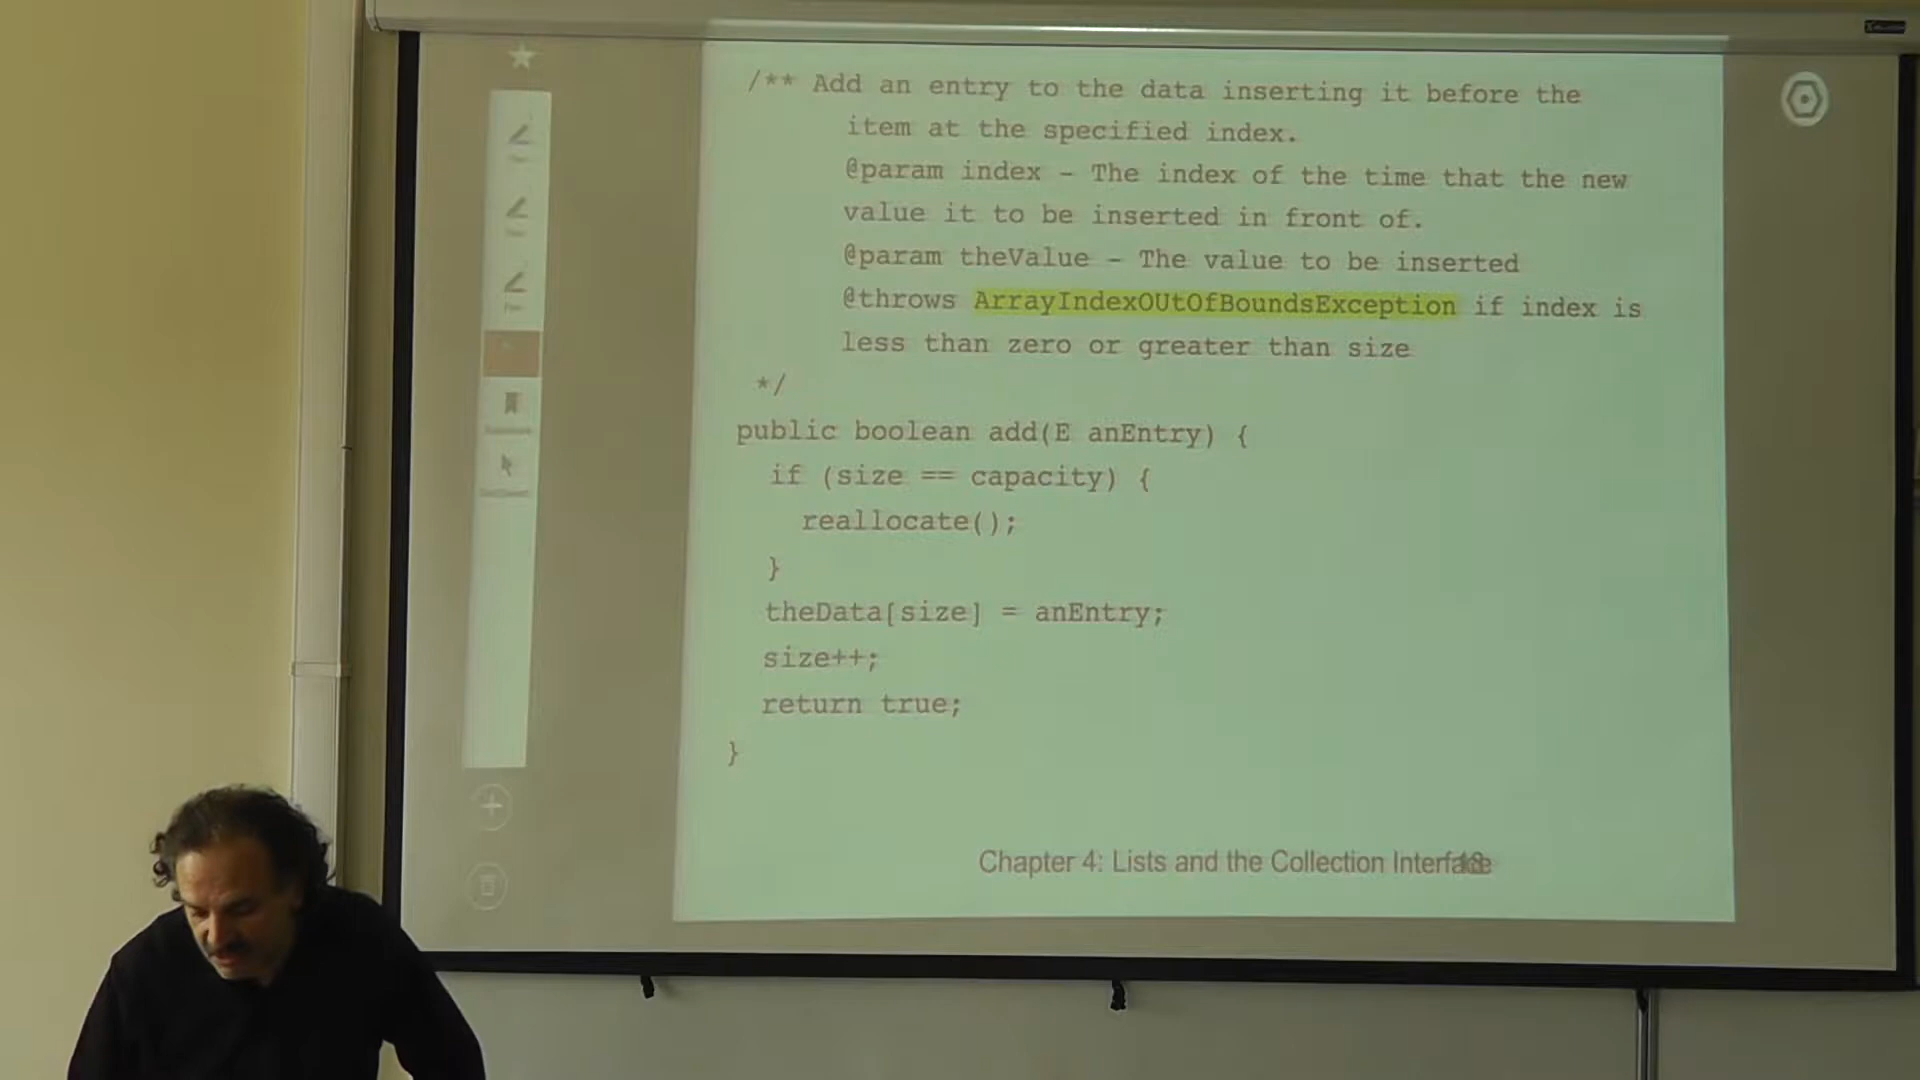 /** Add an entry to the data inserting it before the
item at the specified index.
@param index – The index of the time that the new
value it to be inserted in front of.
@param theValue – The value to be inserted
@throws ArrayIndexOUtOfBoundsException if index is
less than zero or greater than size
*/
public boolean add(E anEntry) {
if (size == capacity) {
reallocate();
}
theData[size] = anEntry;
size++;
return true;
}
Chapter 4: Lists and the Collection Interface